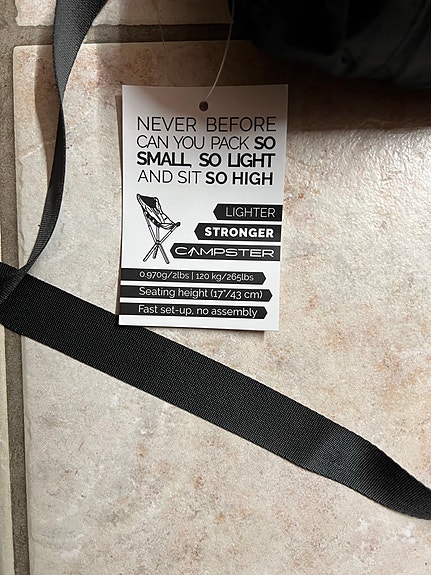 NEVER BEFORE
CAN YOU PACK SO
SMALL, SO LIGHT
AND SIT SO HIGH
LIGHTER
STRONGER
CAMPSTER
0.970g/2lbs | 120 kg/265lbs
Seating height (17"/43 cm)
Fast set-up, no assembly